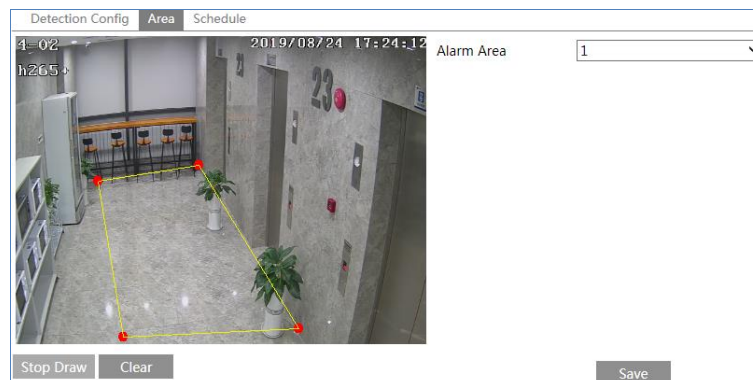 Detection Config Area Schedule
4-02 2019/08/24 17:24:12
h265+
23
23
Alarm Area 1
Stop Draw Clear
Save